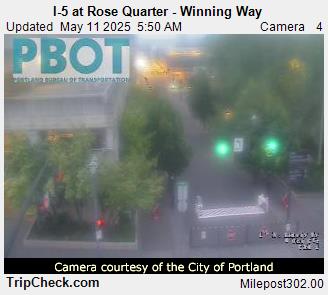 I-5 at Rose Quarter - Winning Way
Updated May 11 2025 5:50 AM Camera 4
PBOT
PORTLAND BUREAU OF TRANSPORTATION
Camera courtesy of the City of Portland
TripCheck.com Milepost302.00